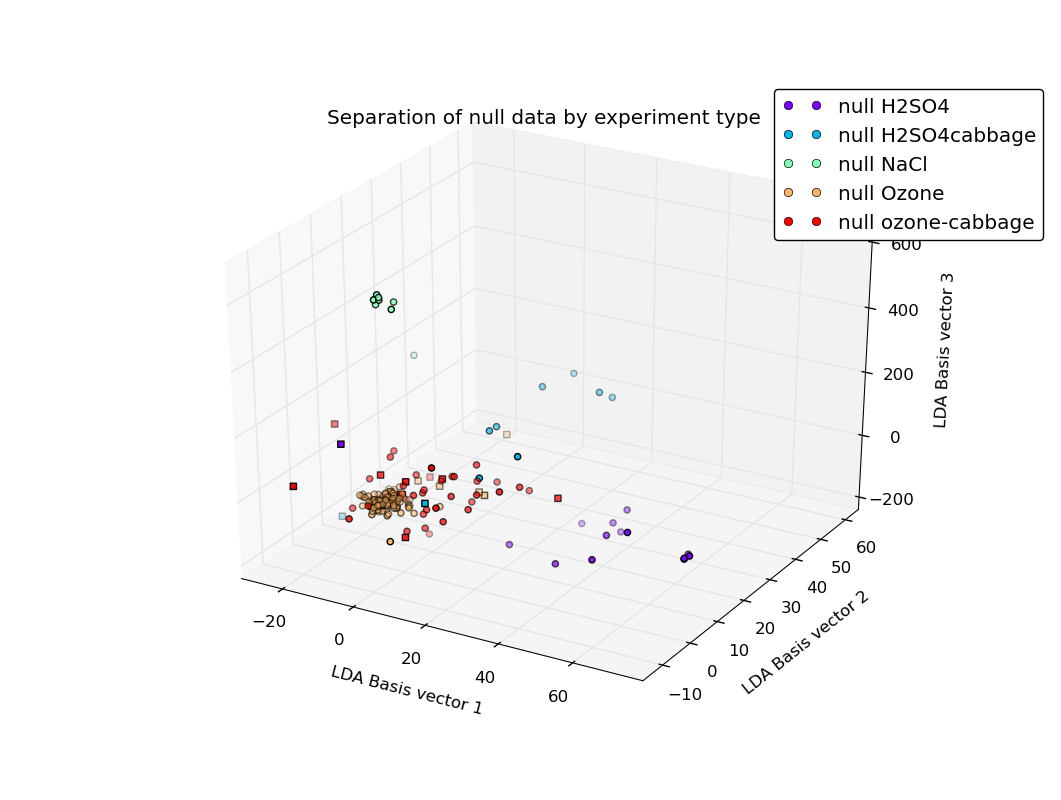 Separation of null data by experiment type
null H2SO4
null H2SO4cabbage
null NaCl
null Ozone
null ozone-cabbage
600
400
200
0
−200
LDA Basis vector 3
60
50
40
30
20
10
0
−10
LDA Basis vector 2
−20
0
20
40
60
LDA Basis vector 1